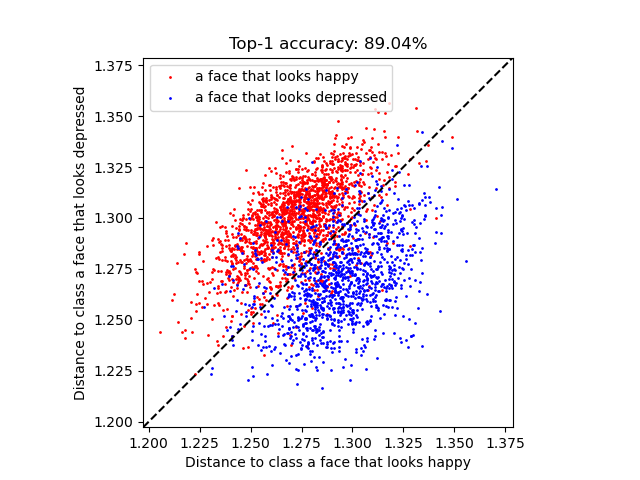 Top-1 accuracy: 89.04%
a face that looks happy
a face that looks depressed
1.375
1.350
1.325
1.300
1.275
1.250
1.225
1.200
Distance to class a face that looks depressed
1.200 1.225 1.250 1.275 1.300 1.325 1.350 1.375
Distance to class a face that looks happy